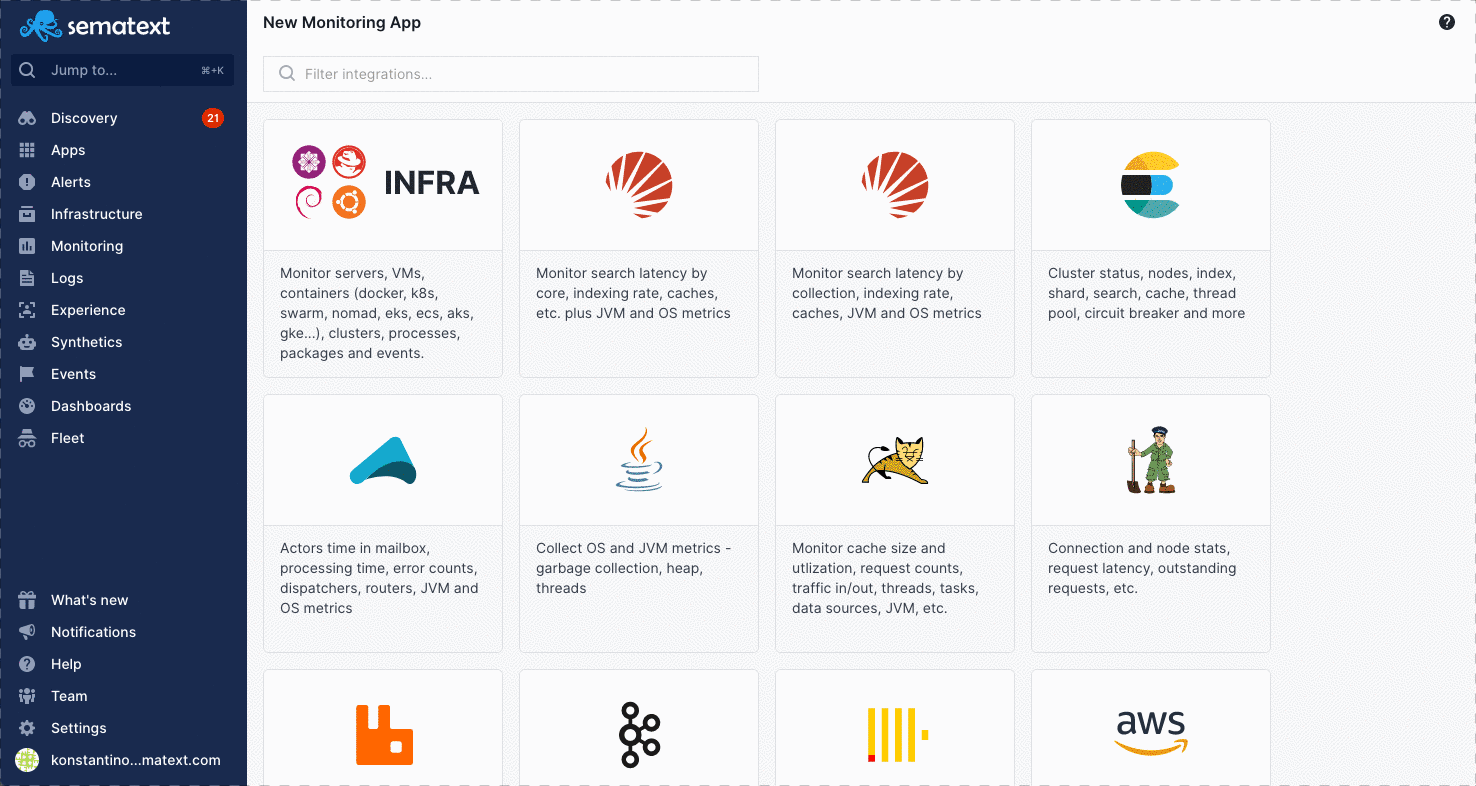 sematext
New Monitoring App
?
Jump to...
⌘+K
Filter integrations...
Discovery
21
Apps
Alerts
Infrastructure
Monitoring
Logs
Experience
Synthetics
Events
Dashboards
Fleet
What's new
Notifications
Help
Team
Settings
konstantino...matext.com
INFRA
Monitor servers, VMs,
containers (docker, k8s,
swarm, nomad, eks, ecs, aks,
gke...), clusters, processes,
packages and events.
Monitor search latency by
core, indexing rate, caches,
etc. plus JVM and OS metrics
Monitor search latency by
collection, indexing rate,
caches, JVM and OS metrics
Cluster status, nodes, index,
shard, search, cache, thread
pool, circuit breaker and more
Actors time in mailbox,
processing time, error counts,
dispatchers, routers, JVM and
OS metrics
Collect OS and JVM metrics -
garbage collection, heap,
threads
Monitor cache size and
utlization, request counts,
traffic in/out, threads, tasks,
data sources, JVM, etc.
Connection and node stats,
request latency, outstanding
requests, etc.
aws